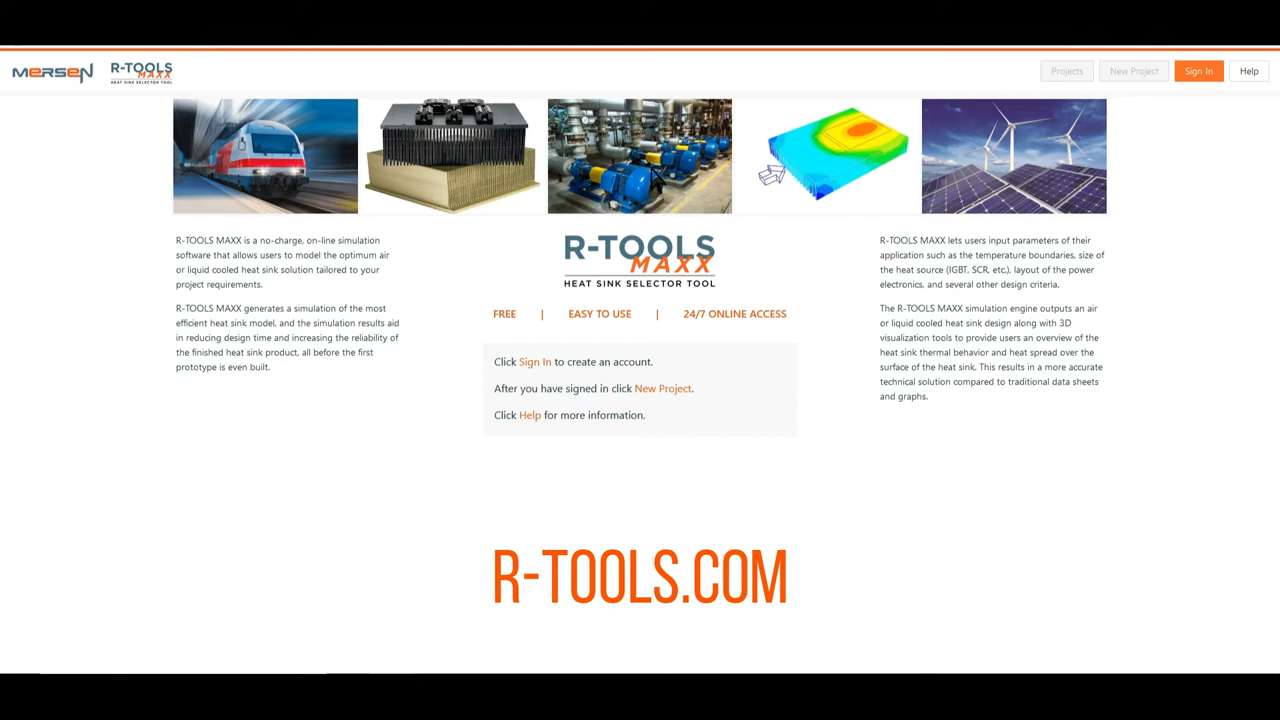 MERSEN
R-TOOLS
MAXX
HEAT SINK SELECTOR TOOL
Projects
New Project
Sign In
Help
R-TOOLS MAXX is a no-charge, on-line simulation
software that allows users to model the optimum air
or liquid cooled heat sink solution tailored to your
project requirements.
R-TOOLS MAXX generates a simulation of the most
efficient heat sink model, and the simulation results aid
in reducing design time and increasing the reliability of
the finished heat sink product, all before the first
prototype is even built.
R-TOOLS
MAXX
HEAT SINK SELECTOR TOOL
FREE | EASY TO USE | 24/7 ONLINE ACCESS
Click Sign In to create an account.
After you have signed in click New Project.
Click Help for more information.
R-TOOLS MAXX lets users input parameters of their
application such as the temperature boundaries, size of
the heat source (IGBT, SCR, etc.), layout of the power
electronics, and several other design criteria.
The R-TOOLS MAXX simulation engine outputs an air
or liquid cooled heat sink design along with 3D
visualization tools to provide users an overview of the
heat sink thermal behavior and heat spread over the
surface of the heat sink. This results in a more accurate
technical solution compared to traditional data sheets
and graphs.
R-TOOLS.COM